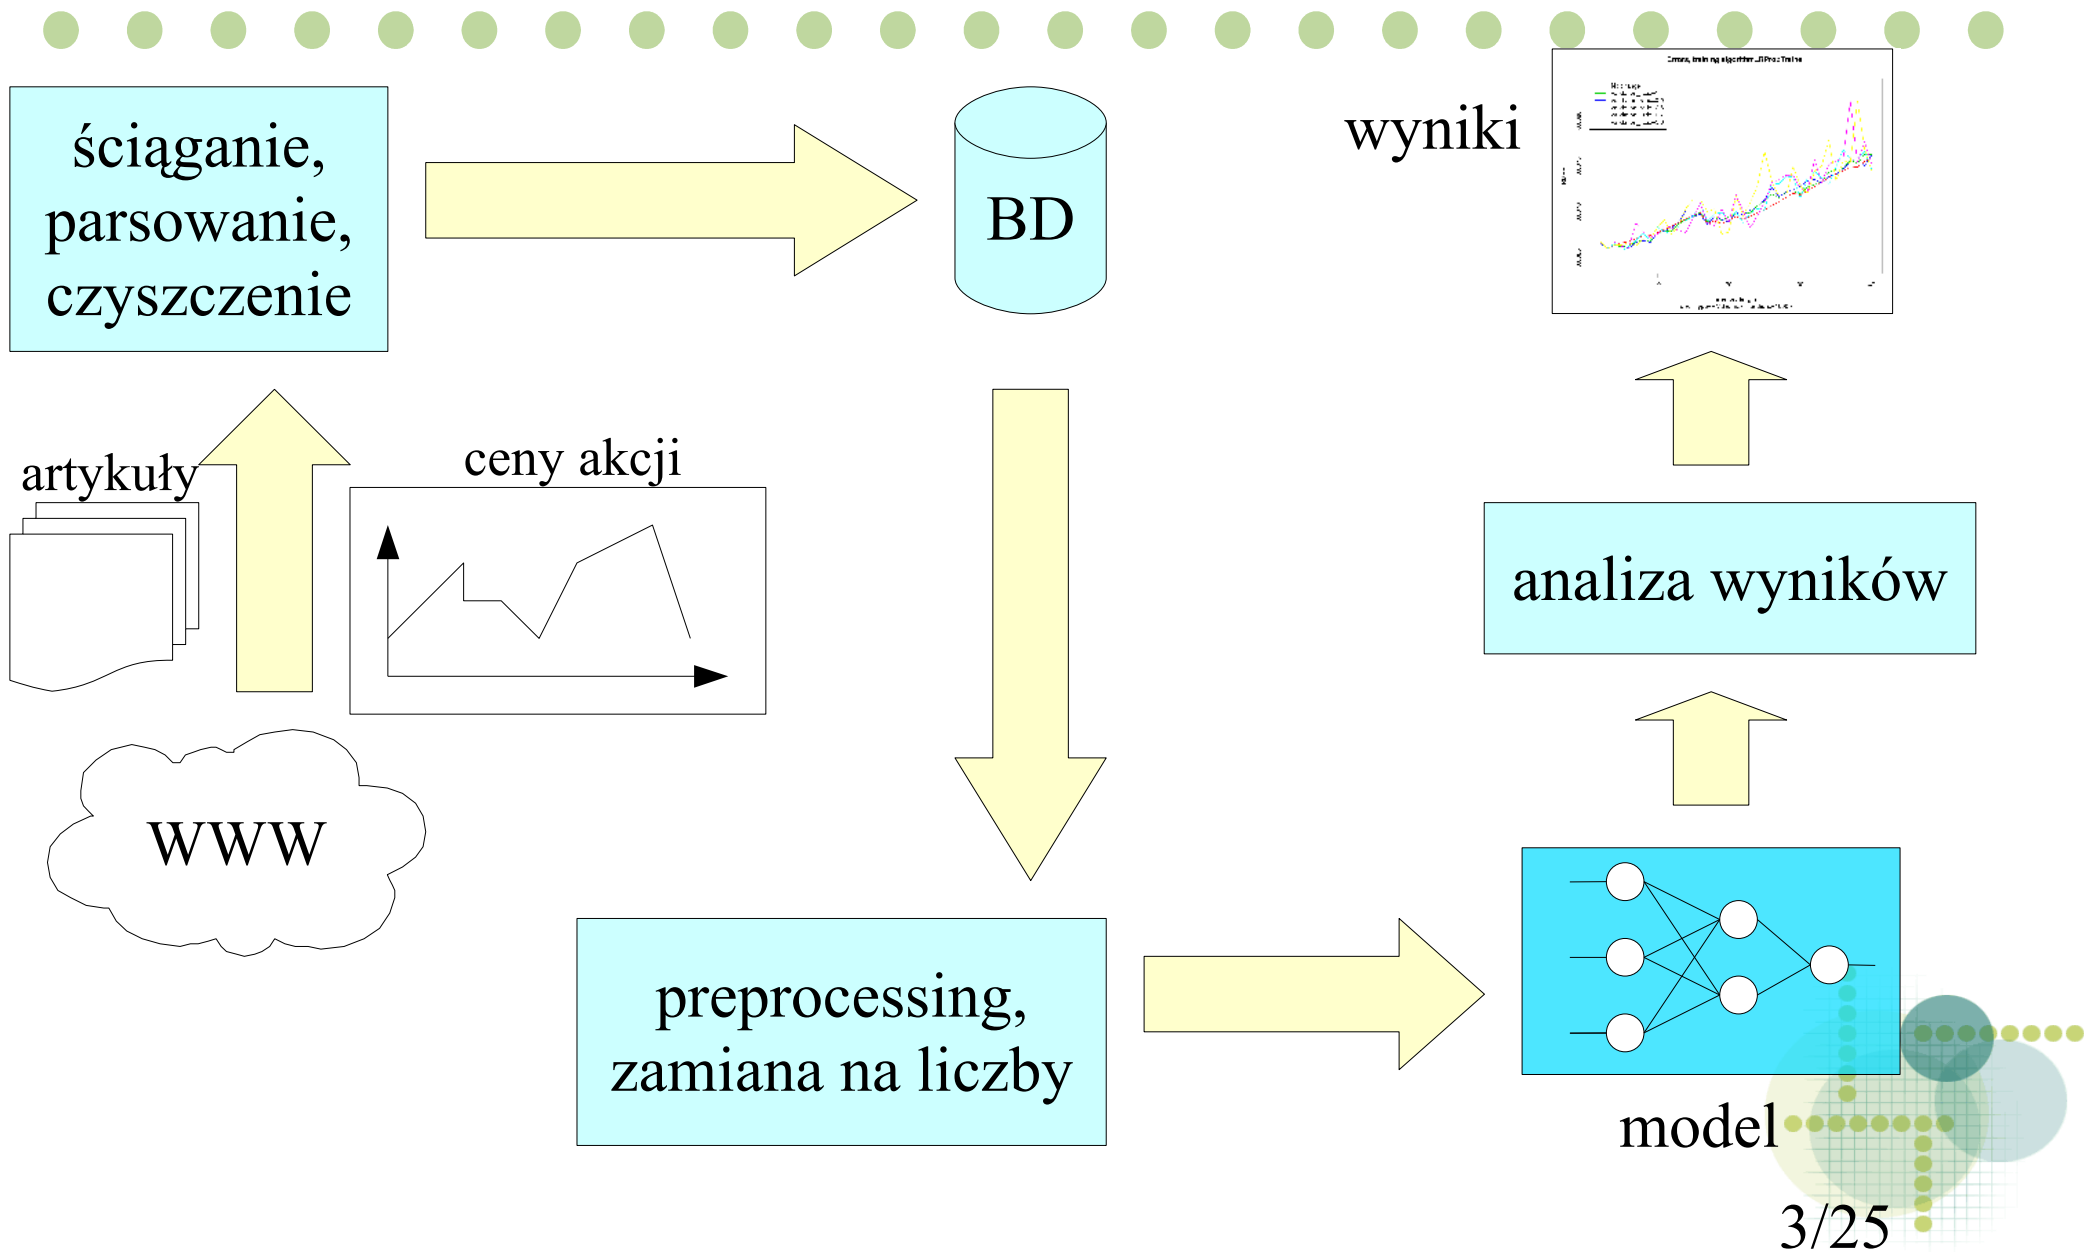 ściąganie,
parsowanie,
czyszczenie
BD
wyniki
artykuły
ceny akcji
WWW
analiza wyników
preprocessing,
zamiana na liczby
model
3/25